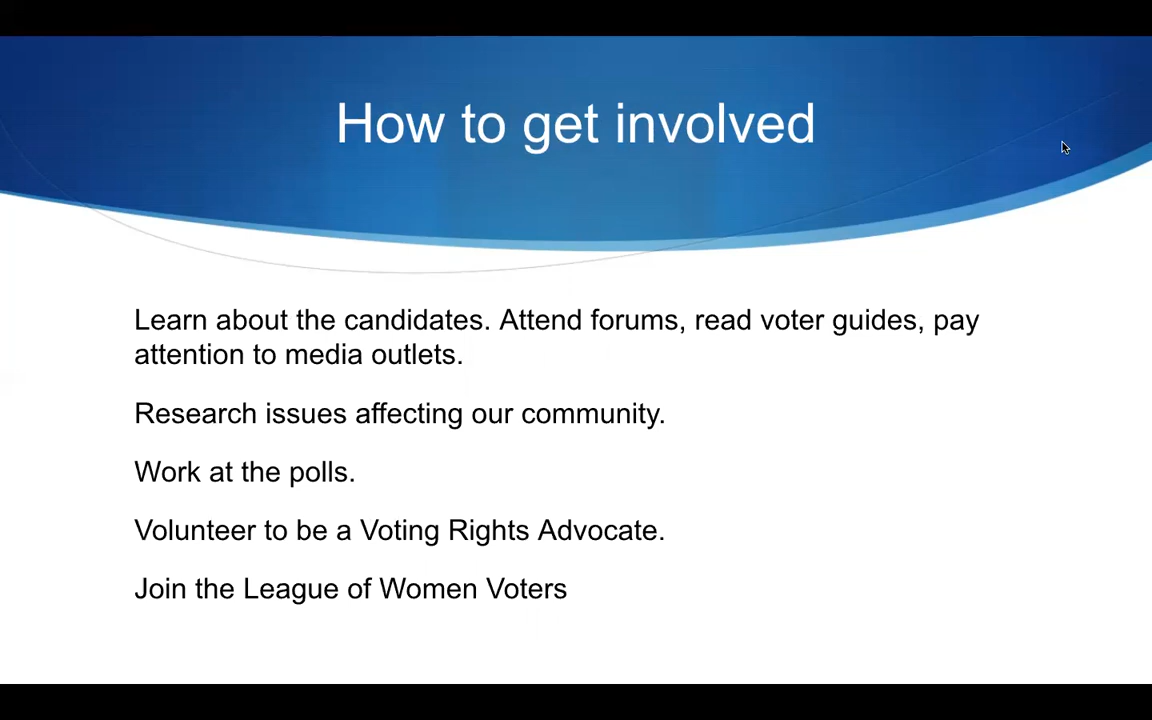 How to get involved
Learn about the candidates. Attend forums, read voter guides, pay
attention to media outlets.
Research issues affecting our community.
Work at the polls.
Volunteer to be a Voting Rights Advocate.
Join the League of Women Voters